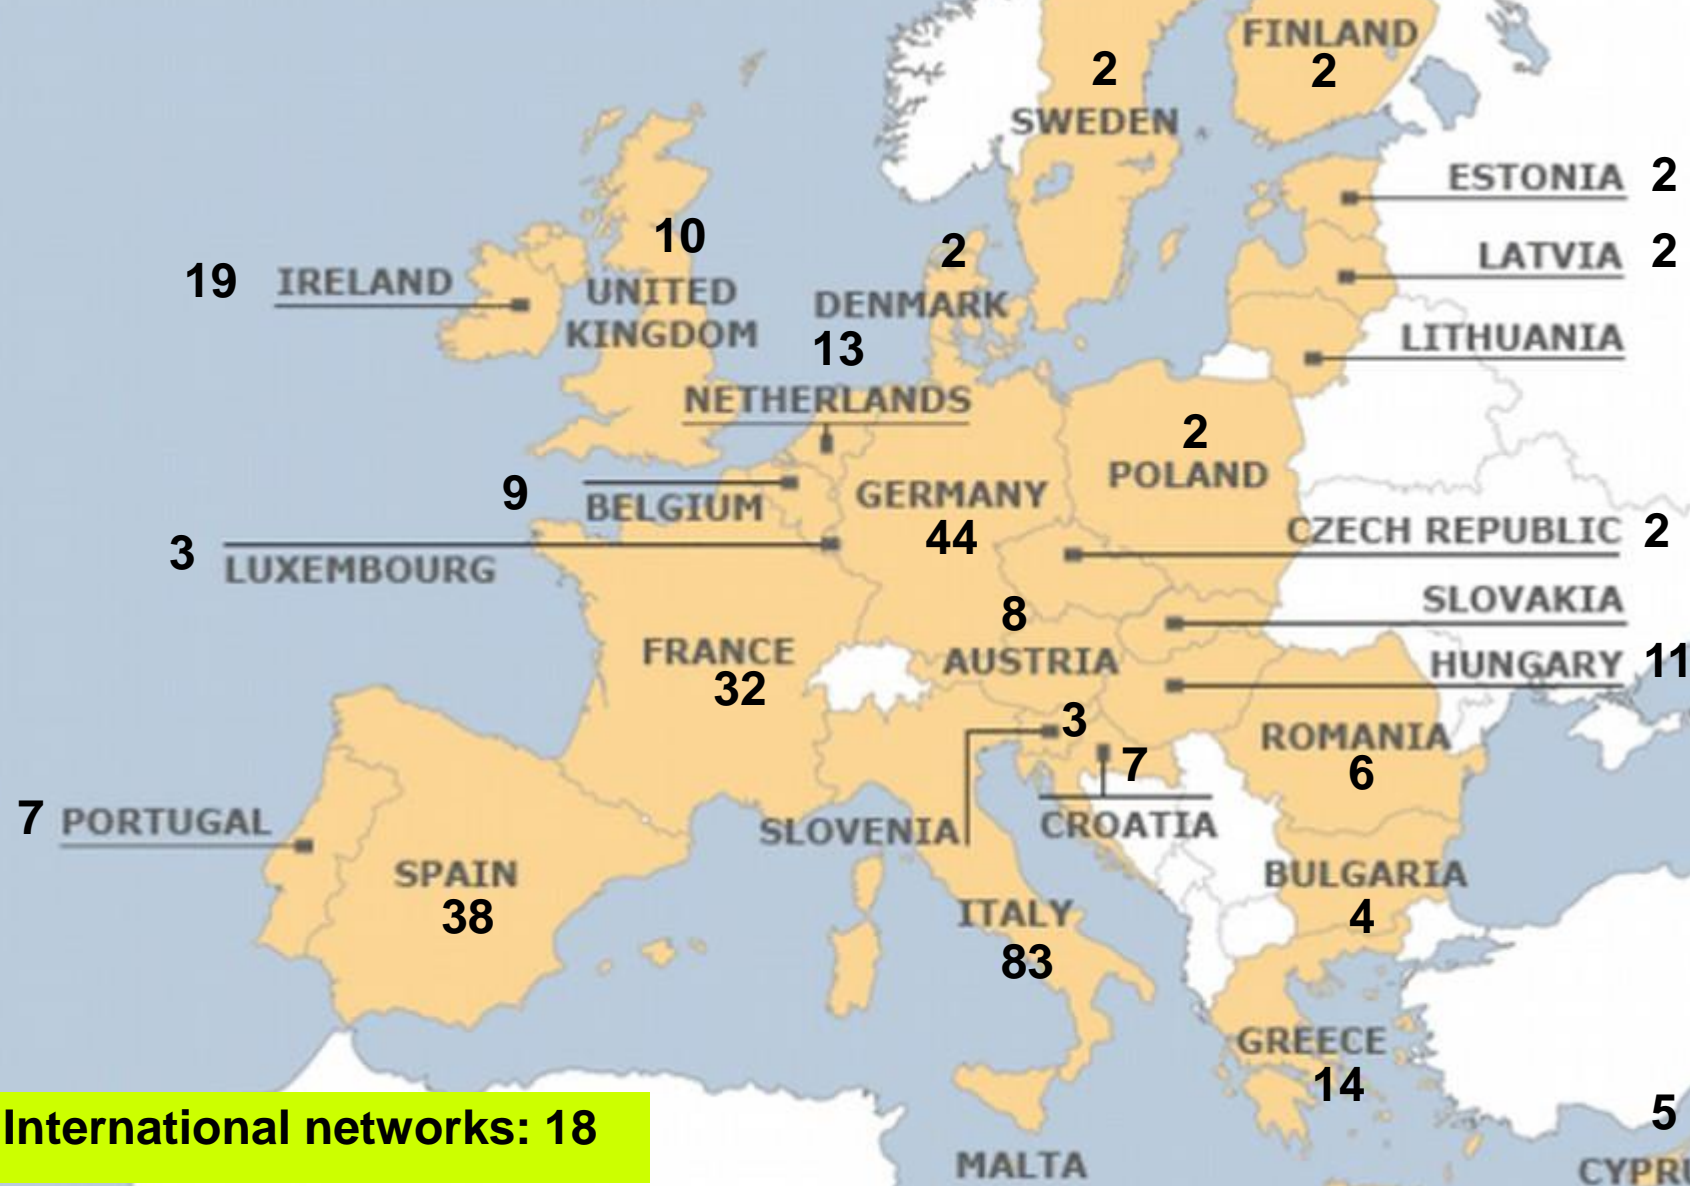 FINLAND
2
2
SWEDEN
ESTONIA 2
LATVIA 2
LITHUANIA
10
19 IRELAND
UNITED
KINGDOM
2
DENMARK
13
NETHERLANDS
2
POLAND
9
BELGIUM
GERMANY
44
3
LUXEMBOURG
CZECH REPUBLIC 2
SLOVAKIA
8
AUSTRIA
HUNGARY 11
FRANCE
32
3
7
ROMANIA
6
7 PORTUGAL
SLOVENIA
CROATIA
SPAIN
38
BULGARIA
4
ITALY
83
GREECE
14
International networks: 18
MALTA
5
CYPRU